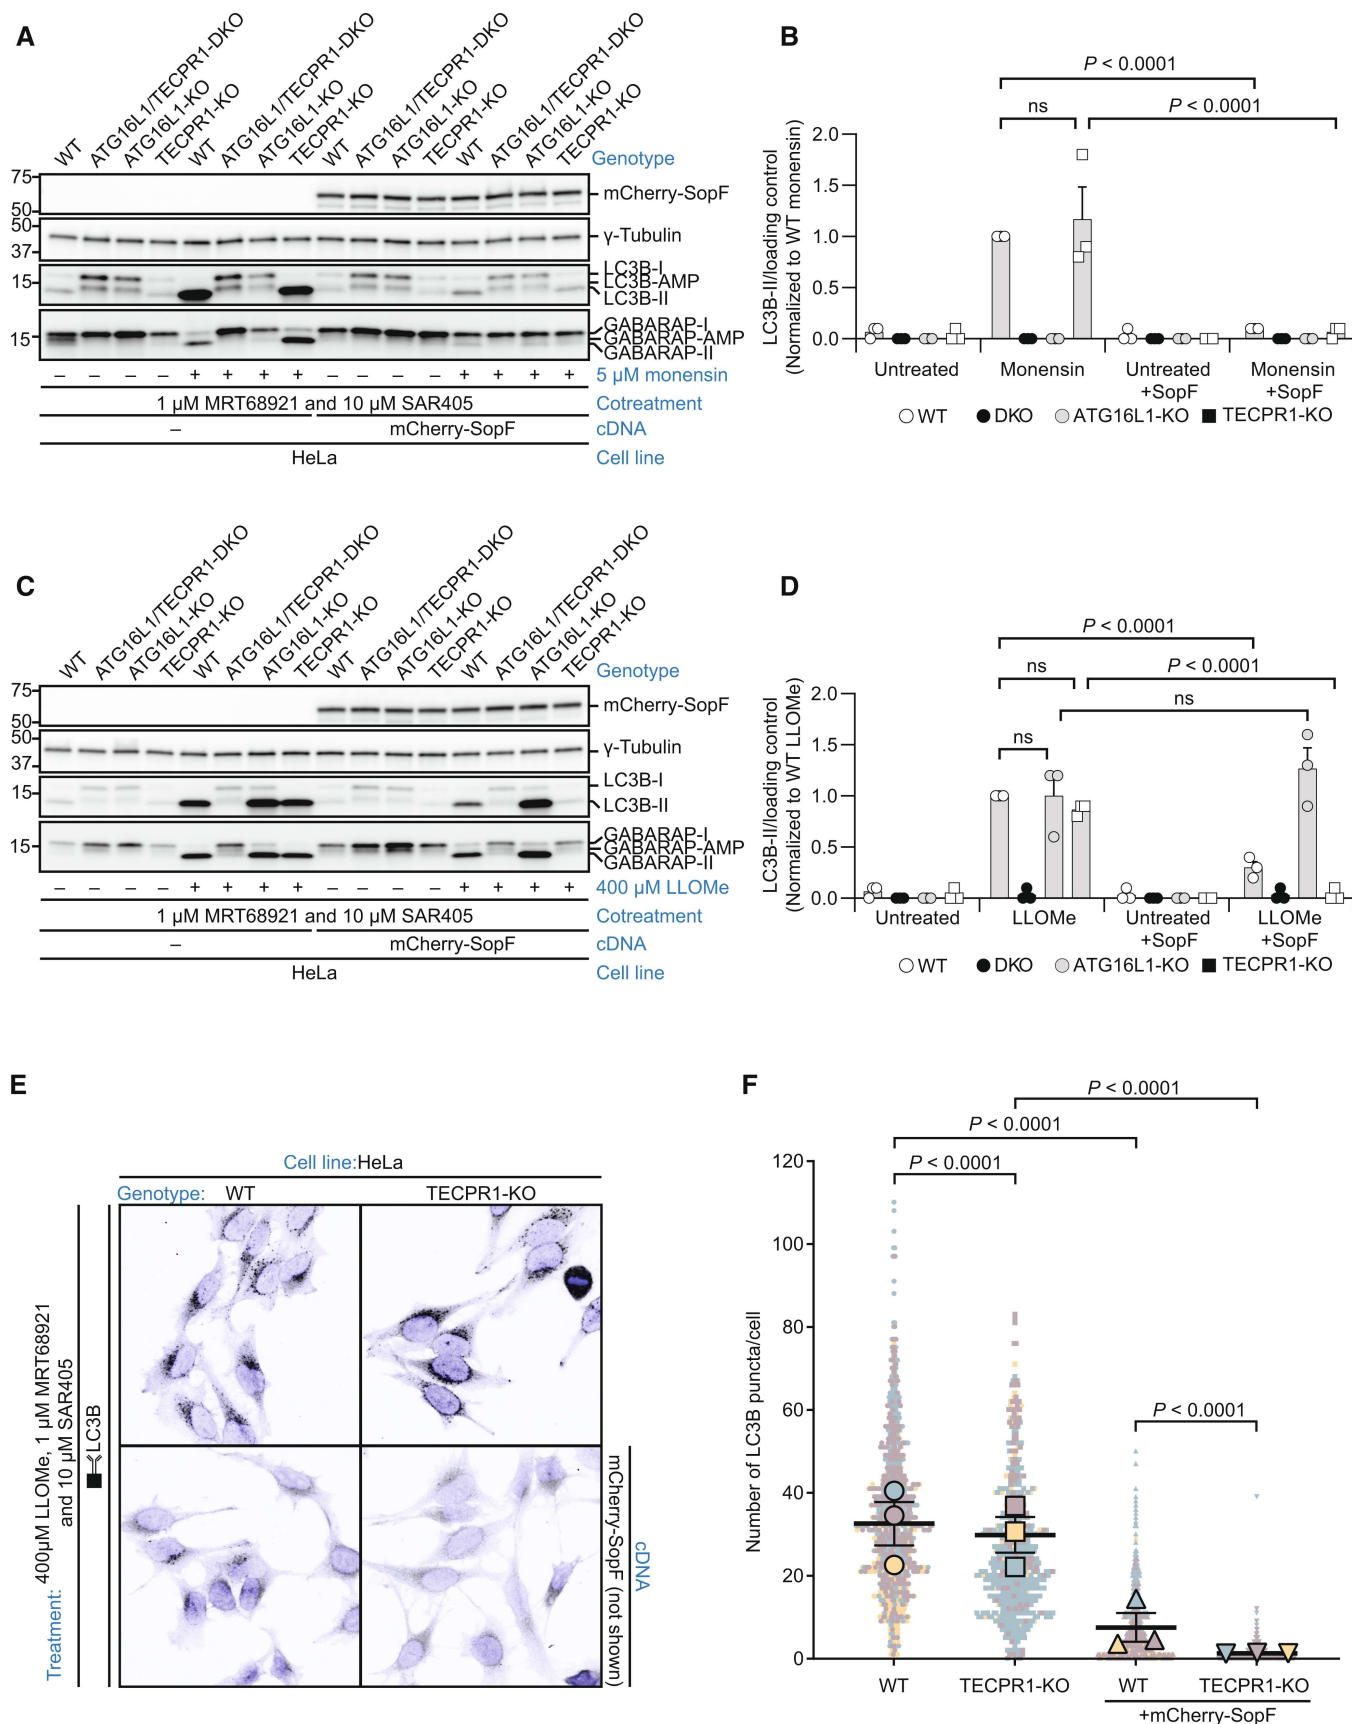 A
WT
ATG16L1/TECPR1-DKO
ATG16L1-KO
TECPR1-KO
WT
ATG16L1/TECPR1-DKO
ATG16L1-KO
TECPR1-KO
WT
ATG16L1/TECPR1-DKO
ATG16L1-KO
TECPR1-KO
WT
ATG16L1/TECPR1-DKO
ATG16L1-KO
TECPR1-KO
Genotype
75
50
mCherry-SopF
50
37
γ-Tubulin
15
LC3B-I
LC3B-AMP
LC3B-II
15
GABARAP-I
GABARAP-AMP
GABARAP-II
– – – – + + + + – – – – + + + + 5 µM monensin
1 µM MRT68921 and 10 µM SAR405 Cotreatment
– mCherry-SopF cDNA
HeLa Cell line
B
P < 0.0001
ns P < 0.0001
LC3B-II/loading control
(Normalized to WT monensin)
2.0
1.5
1.0
0.5
0.0
Untreated Monensin Untreated +SopF Monensin +SopF
WT DKO ATG16L1-KO TECPR1-KO
C
WT
ATG16L1/TECPR1-DKO
ATG16L1-KO
TECPR1-KO
WT
ATG16L1/TECPR1-DKO
ATG16L1-KO
TECPR1-KO
WT
ATG16L1/TECPR1-DKO
ATG16L1-KO
TECPR1-KO
WT
ATG16L1/TECPR1-DKO
ATG16L1-KO
TECPR1-KO
Genotype
75
50
mCherry-SopF
50
37
γ-Tubulin
15
LC3B-I
LC3B-II
15
GABARAP-I
GABARAP-AMP
GABARAP-II
– – – – + + + + – – – – + + + + 400 µM LLOMe
1 µM MRT68921 and 10 µM SAR405 Cotreatment
– mCherry-SopF cDNA
HeLa Cell line
D
P < 0.0001
ns P < 0.0001
ns
ns
LC3B-II/loading control
(Normalized to WT LLOMe)
2.0
1.5
1.0
0.5
0.0
Untreated LLOMe Untreated +SopF LLOMe +SopF
WT DKO ATG16L1-KO TECPR1-KO
E
Cell line:HeLa
Genotype: WT TECPR1-KO
Treatment: 400µM LLOMe, 1 µM MRT68921
and 10 µM SAR405
LC3B
mCherry-SopF (not shown)
cDNA
F
P < 0.0001
P < 0.0001
P < 0.0001
P < 0.0001
Number of LC3B puncta/cell
120
100
80
60
40
20
0
WT TECPR1-KO WT TECPR1-KO
+mCherry-SopF